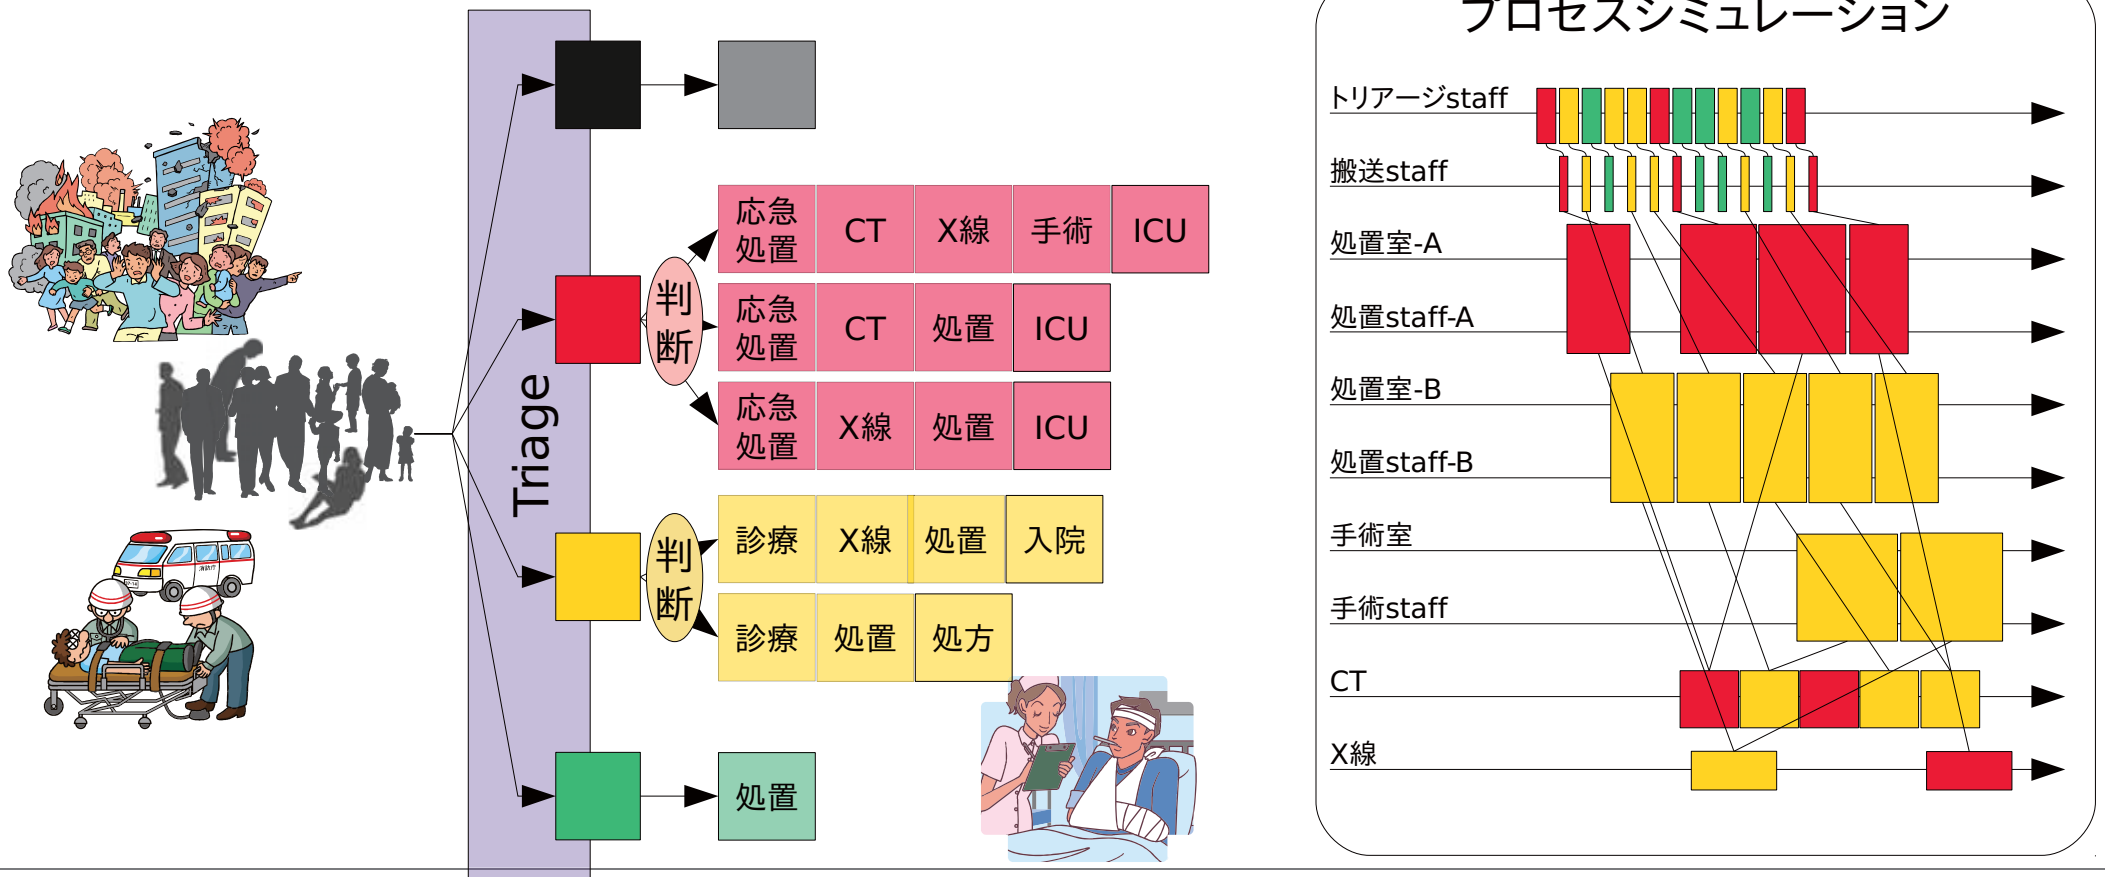 プロセスシミュレーション
Triage
判断
応急処置
CT
X線
手術
ICU
応急処置
CT
処置
ICU
応急処置
X線
処置
ICU
判断
診療
X線
処置
入院
診療
処置
処方
処置
トリアージstaff
搬送staff
処置室-A
処置staff-A
処置室-B
処置staff-B
手術室
手術staff
CT
X線